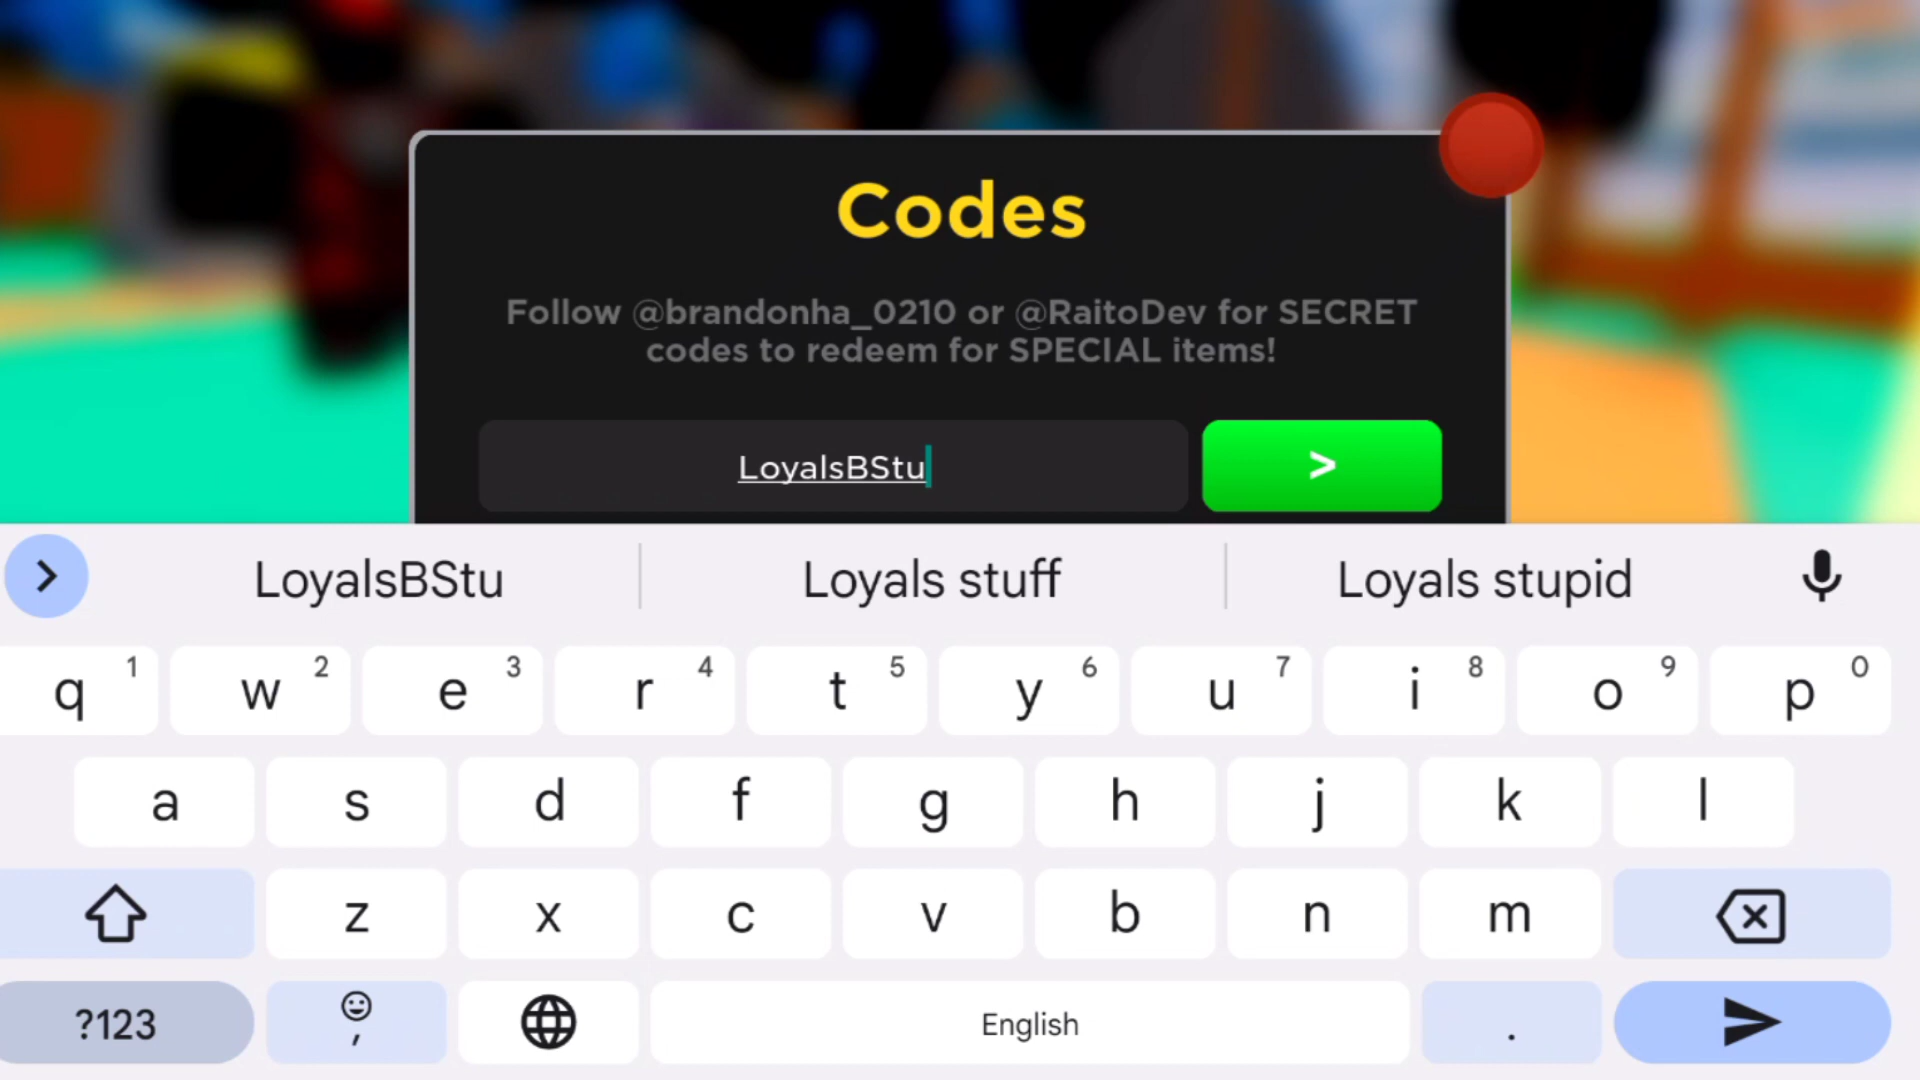 Codes
Follow @brandonha_0210 or @RaitoDev for SECRET
codes to redeem for SPECIAL items!
LoyalsBStu >
LoyalsBStu Loyals stuff Loyals stupid
q 1 w 2 e 3 r 4 t 5 y 6 u 7 i 8 o 9 p 0
a s d f g h j k l
z x c v b n m
?123 , English .